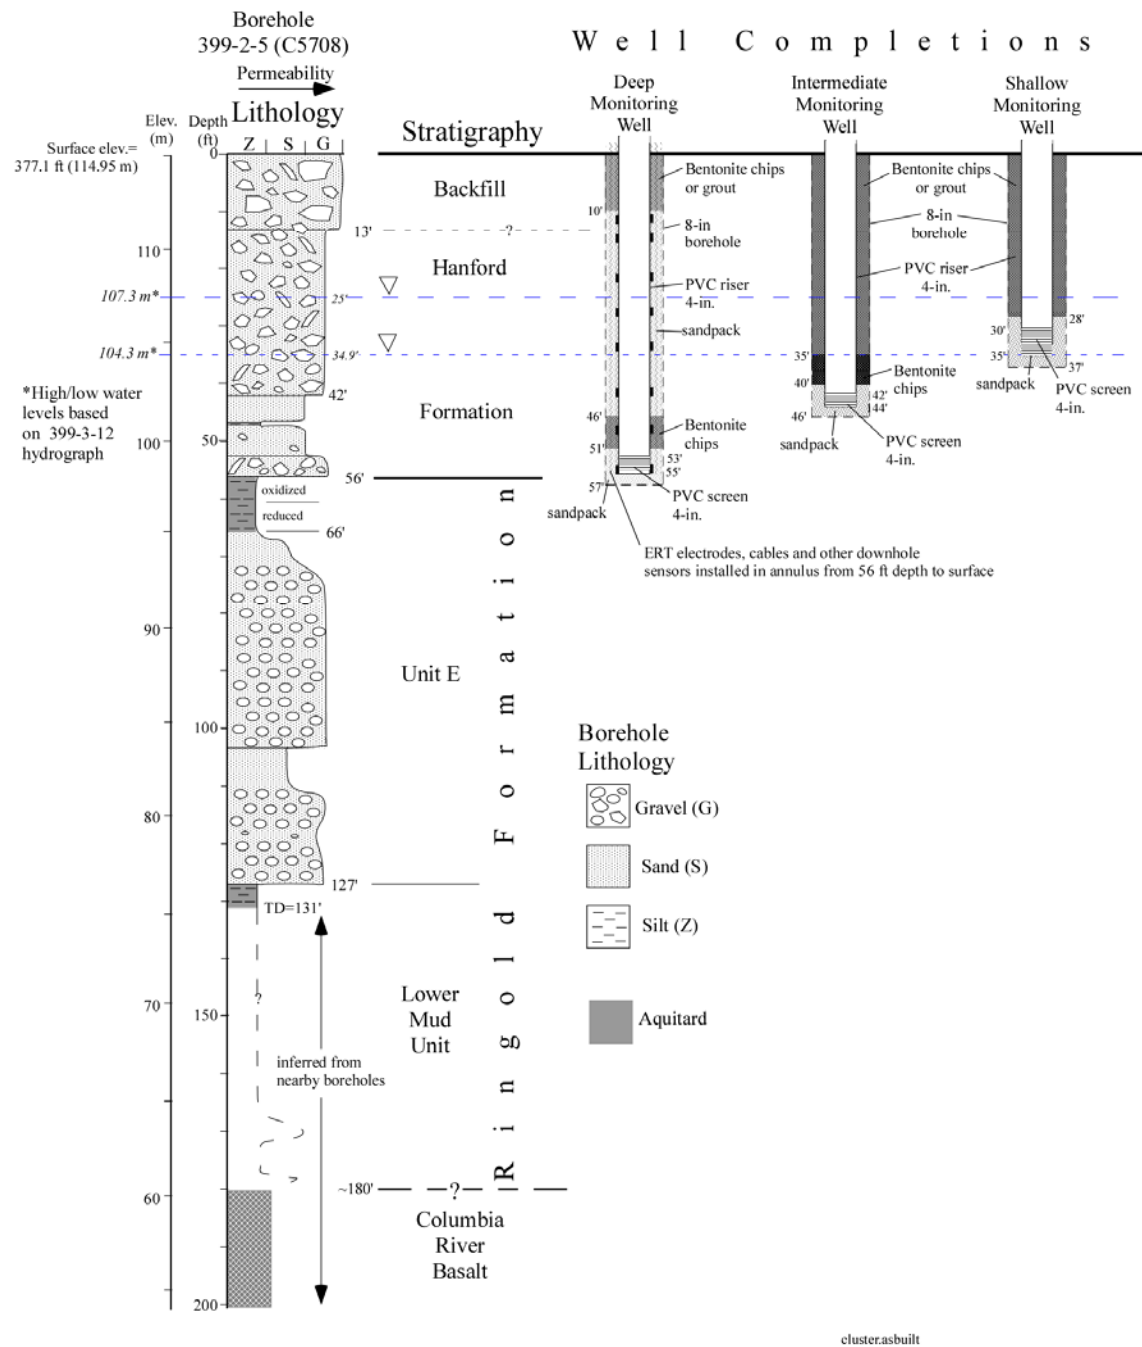 Borehole
399-2-5 (C5708)
Well Completions
Permeability
Deep
Monitoring
Well
Intermediate
Monitoring
Well
Shallow
Monitoring
Well
Elev.
(m)
Depth
(ft)
Lithology
Z S G
Stratigraphy
Surface elev.=
377.1 ft (114.95 m)
0
Backfill
Bentonite chips
or grout
Bentonite chips
or grout
10'
8-in
borehole
8-in
borehole
13'
?
110
Hanford
PVC riser
4-in.
PVC riser
4-in.
107.3 m*
25'
sandpack
28'
30'
104.3 m*
34.9'
35'
35'
37'
sandpack
PVC screen
4-in.
*High/low water
levels based
on 399-3-12
hydrograph
42'
Formation
40'
Bentonite
chips
42'
44'
46'
46'
Bentonite
chips
sandpack
PVC screen
4-in.
100
50
51'
53'
55'
56'
57'
PVC screen
4-in.
sandpack
oxidized
reduced
66'
ERT electrodes, cables and other downhole
sensors installed in annulus from 56 ft depth to surface
90
Unit E
Ringold Formation
100
80
127'
TD=131'
Borehole
Lithology
Gravel (G)
Sand (S)
Silt (Z)
Aquitard
70
?
150
Lower
Mud
Unit
inferred from
nearby boreholes
60
~180'
?
Columbia
River
Basalt
200
cluster.asbuilt